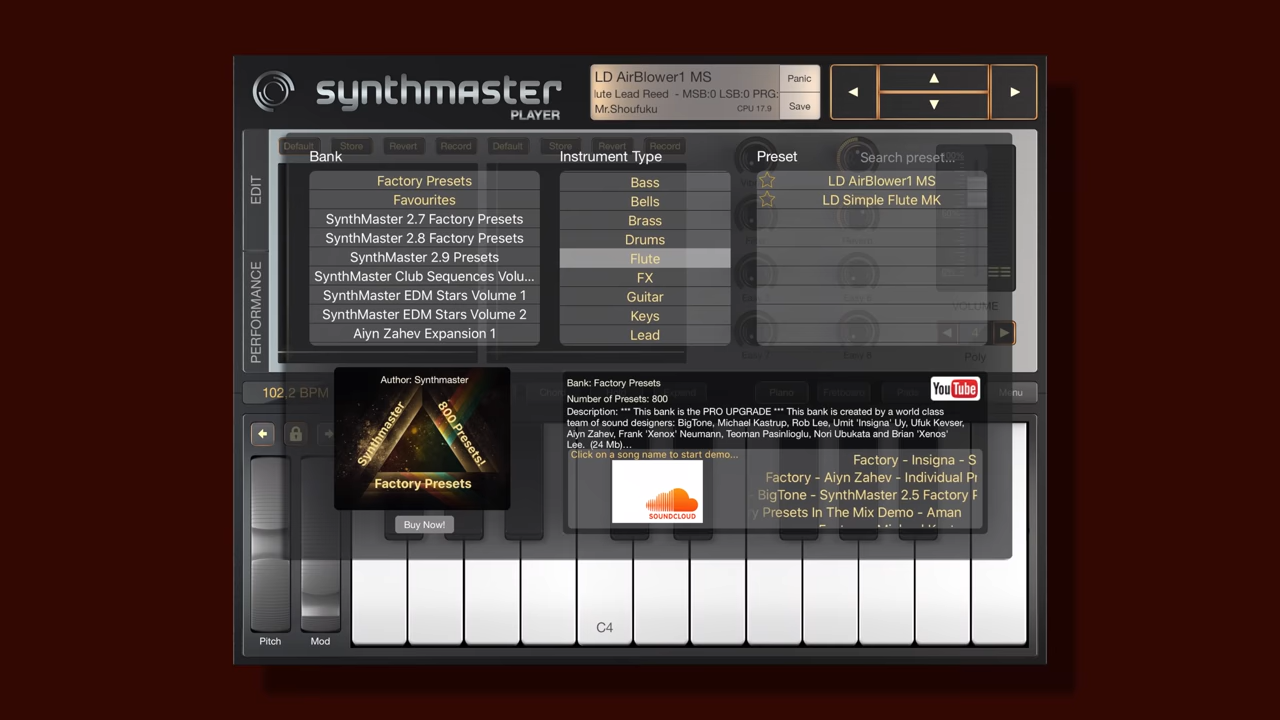 synthmaster
PLAYER
LD AirBlower1 MS
lute Lead Reed - MSB:0 LSB:0 PRG:
Mr.Shoufuku
CPU 17.9
Panic
Save
EDIT
PERFORMANCE
Default
Store
Revert
Record
Default
Store
Revert
Record
Bank
Factory Presets
Favourites
SynthMaster 2.7 Factory Presets
SynthMaster 2.8 Factory Presets
SynthMaster 2.9 Presets
SynthMaster Club Sequences Volu...
SynthMaster EDM Stars Volume 1
SynthMaster EDM Stars Volume 2
Aiyn Zahev Expansion 1
Instrument Type
Bass
Bells
Brass
Drums
Flute
FX
Guitar
Keys
Lead
Preset
Search preset...
LD AirBlower1 MS
LD Simple Flute MK
Easy 7
Easy 8
VOLUME
4
Poly
102,2 BPM
Menu
Author: Synthmaster
Synthmaster
800 Presets!
Factory Presets
Buy Now!
Bank: Factory Presets
Number of Presets: 800
Description: *** This bank is the PRO UPGRADE *** This bank is created by a world class
team of sound designers: BigTone, Michael Kastrup, Rob Lee, Umit 'Insigna' Uy, Ufuk Kevser,
Aiyn Zahev, Frank 'Xenox' Neumann, Teoman Pasinlioglu, Nori Ubukata and Brian 'Xenos'
Lee. (24 Mb)...
YouTube
Click on a song name to start demo...
SOUNDCLOUD
Factory - Insigna - S
Factory - Aiyn Zahev - Individual Pr
- BigTone - SynthMaster 2.5 Factory P
y Presets In The Mix Demo - Aman
Pitch
Mod
C4